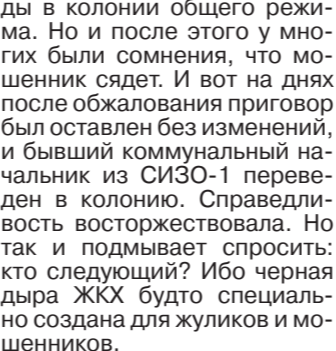 ды в колонии общего режи-
ма. Но и после этого у мно-
гих были сомнения, что мо-
шенник сядет. И вот на днях
после обжалования приговор
был оставлен без изменений,
и бывший коммунальный на-
чальник из СИЗО-1 переве-
ден в колонию. Справедли-
вость восторжествовала. Но
так и подмывает спросить:
кто следующий? Ибо черная
дыра ЖКХ будто специаль-
но создана для жуликов и мо-
шенников.